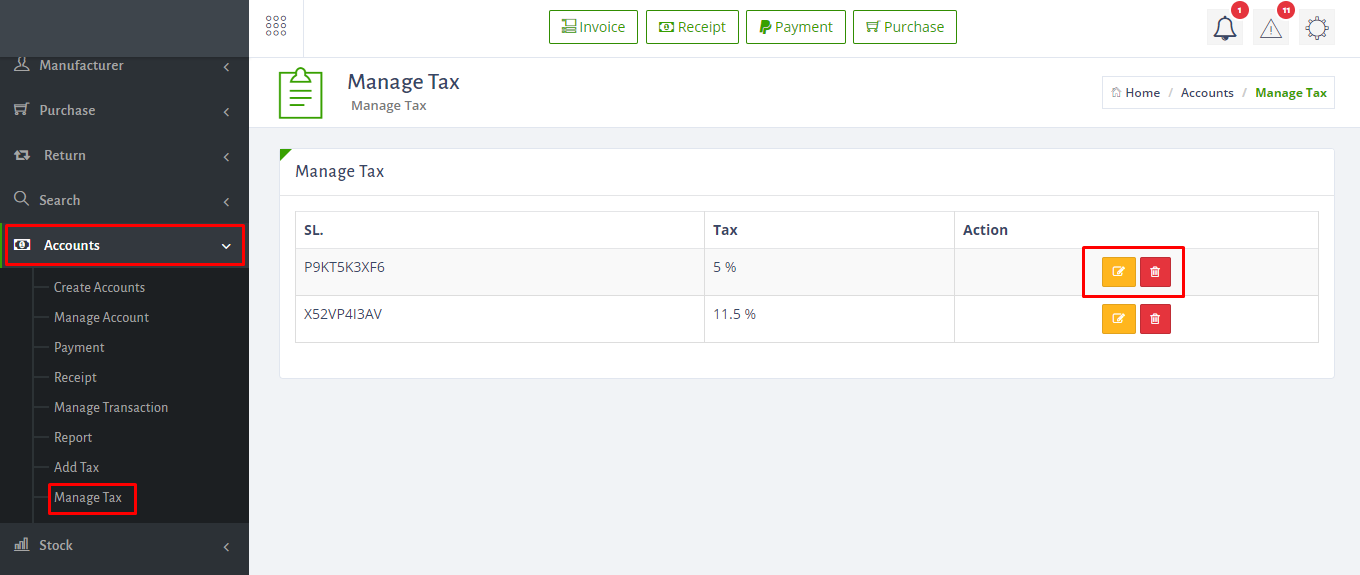 Invoice Receipt Payment Purchase 1 11
Manufacturer
Purchase
Return
Search
Accounts
Create Accounts
Manage Account
Payment
Receipt
Manage Transaction
Report
Add Tax
Manage Tax
Stock
Manage Tax
Manage Tax
Home / Accounts / Manage Tax
Manage Tax
SL. Tax Action
P9KT5K3XF6 5 %
X52VP4I3AV 11.5 %